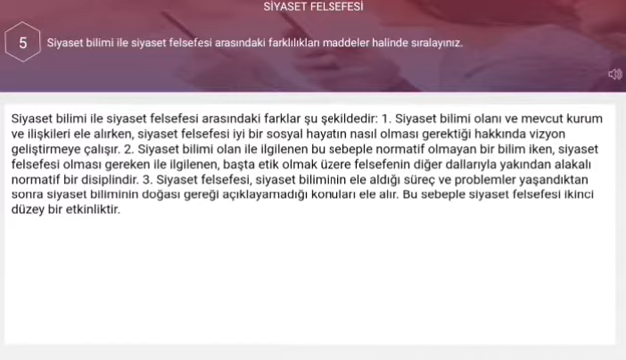 SİYASET FELSEFESİ
5
Siyaset bilimi ile siyaset felsefesi arasındaki farklılıkları maddeler halinde sıralayınız.
Siyaset bilimi ile siyaset felsefesi arasındaki farklar şu şekildedir: 1. Siyaset bilimi olanı ve mevcut kurum
ve ilişkileri ele alırken, siyaset felsefesi iyi bir sosyal hayatın nasıl olması gerektiği hakkında vizyon
geliştirmeye çalışır. 2. Siyaset bilimi olan ile ilgilenen bu sebeple normatif olmayan bir bilim iken, siyaset
felsefesi olması gereken ile ilgilenen, başta etik olmak üzere felsefenin diğer dallarıyla yakından alakalı
normatif bir disiplindir. 3. Siyaset felsefesi, siyaset biliminin ele aldığı süreç ve problemler yaşandıktan
sonra siyaset biliminin doğası gereği açıklayamadığı konuları ele alır. Bu sebeple siyaset felsefesi ikinci
düzey bir etkinliktir.